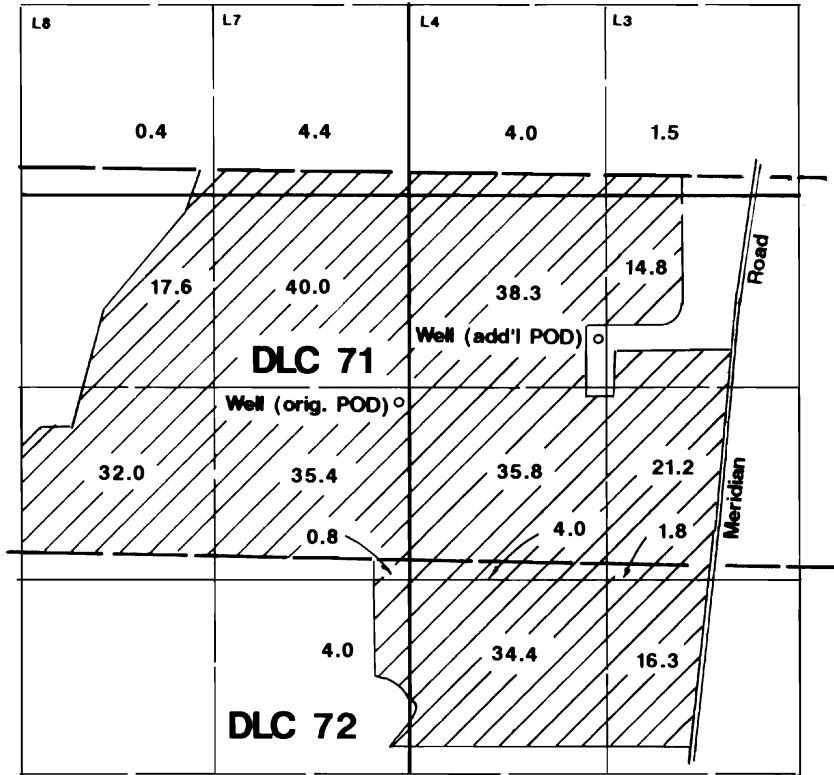 L8 L7 L4 L3
0.4 4.4 4.0 1.5
17.6 40.0 38.3 14.8
Road
Well (add'l POD)
DLC 71
Well (orig. POD)
32.0 35.4 35.8 21.2
Meridian
0.8 4.0 1.8
4.0 34.4 16.3
DLC 72